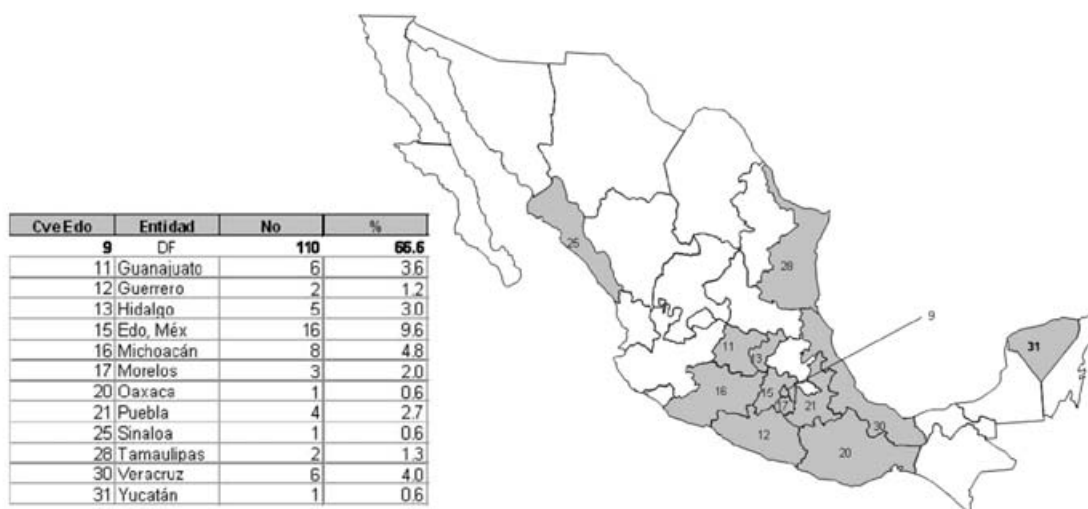 Cve Edo Entidad No %
9 DF 110 66.6
11 Guanajuato 6 3.6
12 Guerrero 2 1.2
13 Hidalgo 5 3.0
15 Edo, Méx 16 9.6
16 Michoacán 8 4.8
17 Morelos 3 2.0
20 Oaxaca 1 0.6
21 Puebla 4 2.7
25 Sinaloa 1 0.6
28 Tamaulipas 2 1.3
30 Veracruz 6 4.0
31 Yucatán 1 0.6
25
28
9
11
13
31
16
15
17
21
12
30
20